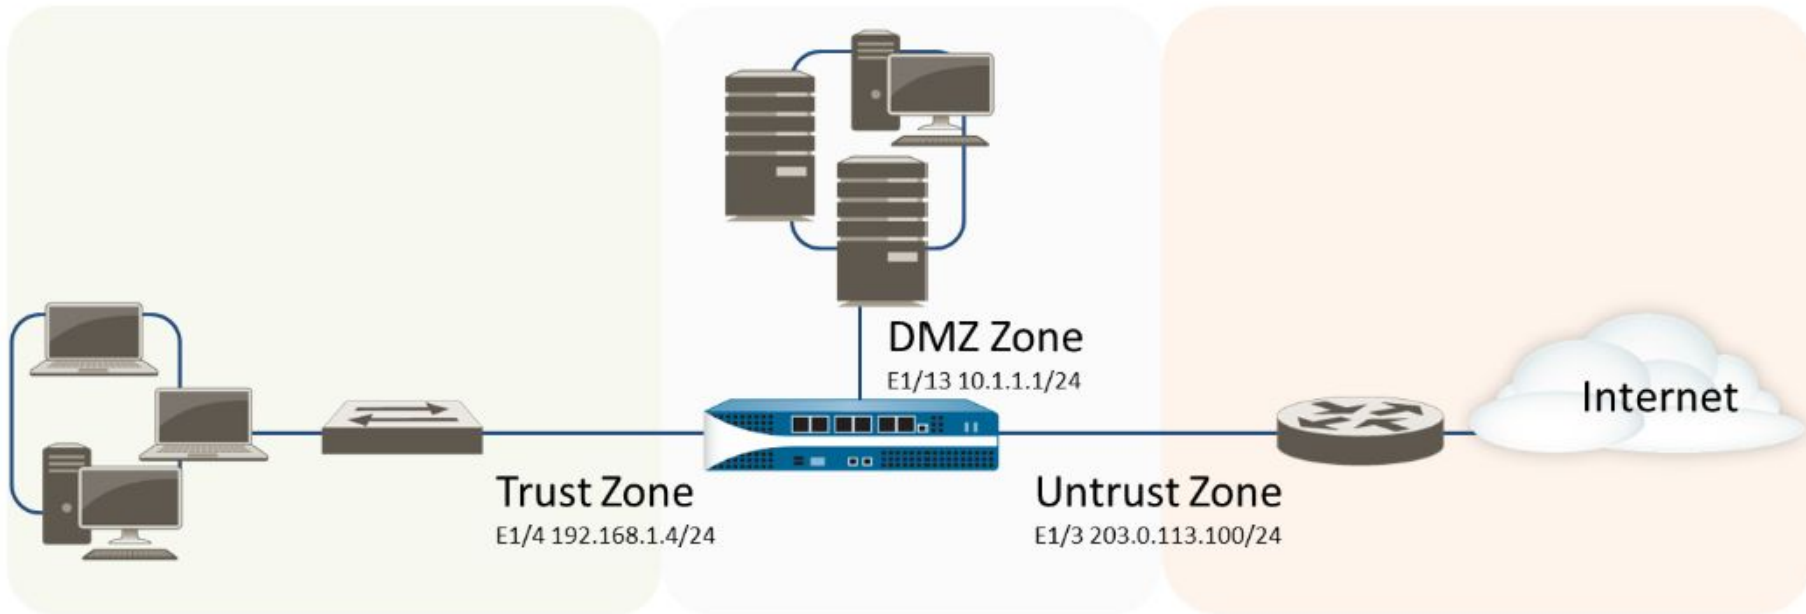 DMZ Zone
E1/13 10.1.1.1/24
Internet
Trust Zone
E1/4 192.168.1.4/24
Untrust Zone
E1/3 203.0.113.100/24